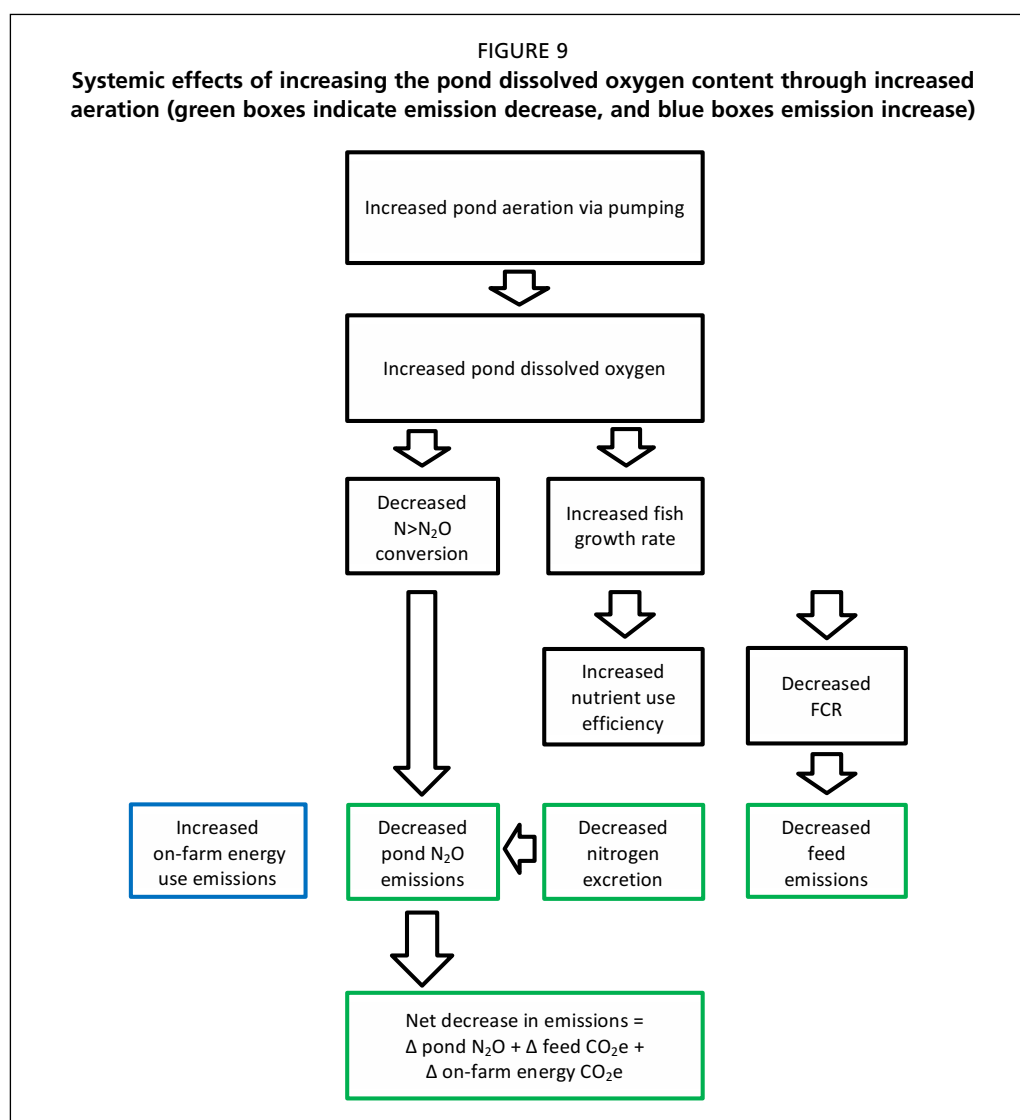 FIGURE 9
Systemic effects of increasing the pond dissolved oxygen content through increased
aeration (green boxes indicate emission decrease, and blue boxes emission increase)
Increased pond aeration via pumping
Increased pond dissolved oxygen
Decreased
N>N₂O
conversion
Increased fish
growth rate
Increased
nutrient use
efficiency
Decreased
FCR
Increased
on-farm energy
use emissions
Decreased
pond N₂O
emissions
Decreased
nitrogen
excretion
Decreased
feed
emissions
Net decrease in emissions =
Δ pond N₂O + Δ feed CO₂e +
Δ on-farm energy CO₂e